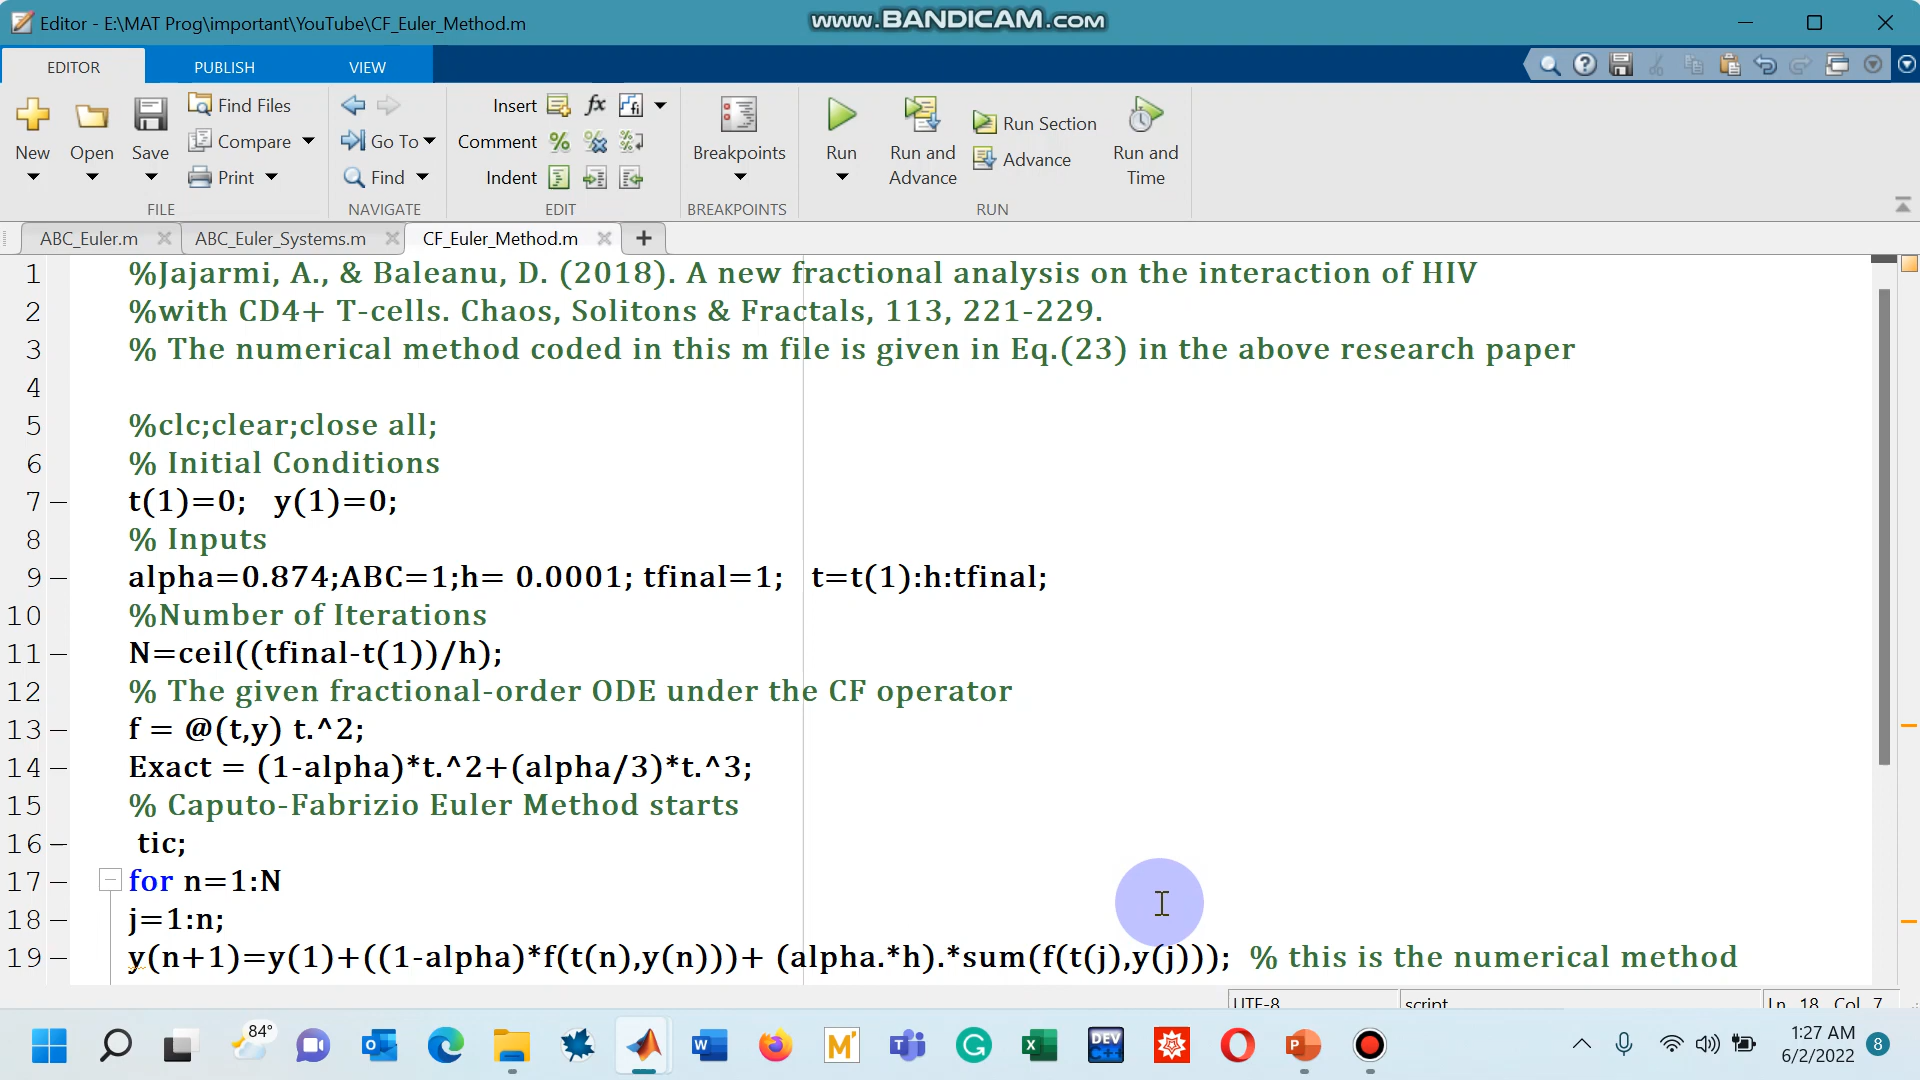 Editor - E:\MAT Prog\important\YouTube\CF_Euler_Method.m
www.BANDICAM.com
EDITOR PUBLISH VIEW
New Open Save Find Files Compare Print
Go To Find
Insert fx Comment Indent
Breakpoints
Run Run and Advance Run Section Advance Run and Time
FILE NAVIGATE EDIT BREAKPOINTS RUN
ABC_Euler.m ABC_Euler_Systems.m CF_Euler_Method.m
1 %Jajarmi, A., & Baleanu, D. (2018). A new fractional analysis on the interaction of HIV
2 %with CD4+ T-cells. Chaos, Solitons & Fractals, 113, 221-229.
3 % The numerical method coded in this m file is given in Eq.(23) in the above research paper
4
5 %clc;clear;close all;
6 % Initial Conditions
7 t(1)=0; y(1)=0;
8 % Inputs
9 alpha=0.874;ABC=1;h= 0.0001; tfinal=1; t=t(1):h:tfinal;
10 %Number of Iterations
11 N=ceil((tfinal-t(1))/h);
12 % The given fractional-order ODE under the CF operator
13 f = @(t,y) t.^2;
14 Exact = (1-alpha)*t.^2+(alpha/3)*t.^3;
15 % Caputo-Fabrizio Euler Method starts
16 tic;
17 for n=1:N
18 j=1:n;
19 y(n+1)=y(1)+((1-alpha)*f(t(n),y(n)))+ (alpha.*h).*sum(f(t(j),y(j))); % this is the numerical method
UTF-8 script Ln 18 Col 7
84°
1:27 AM
6/2/2022 8